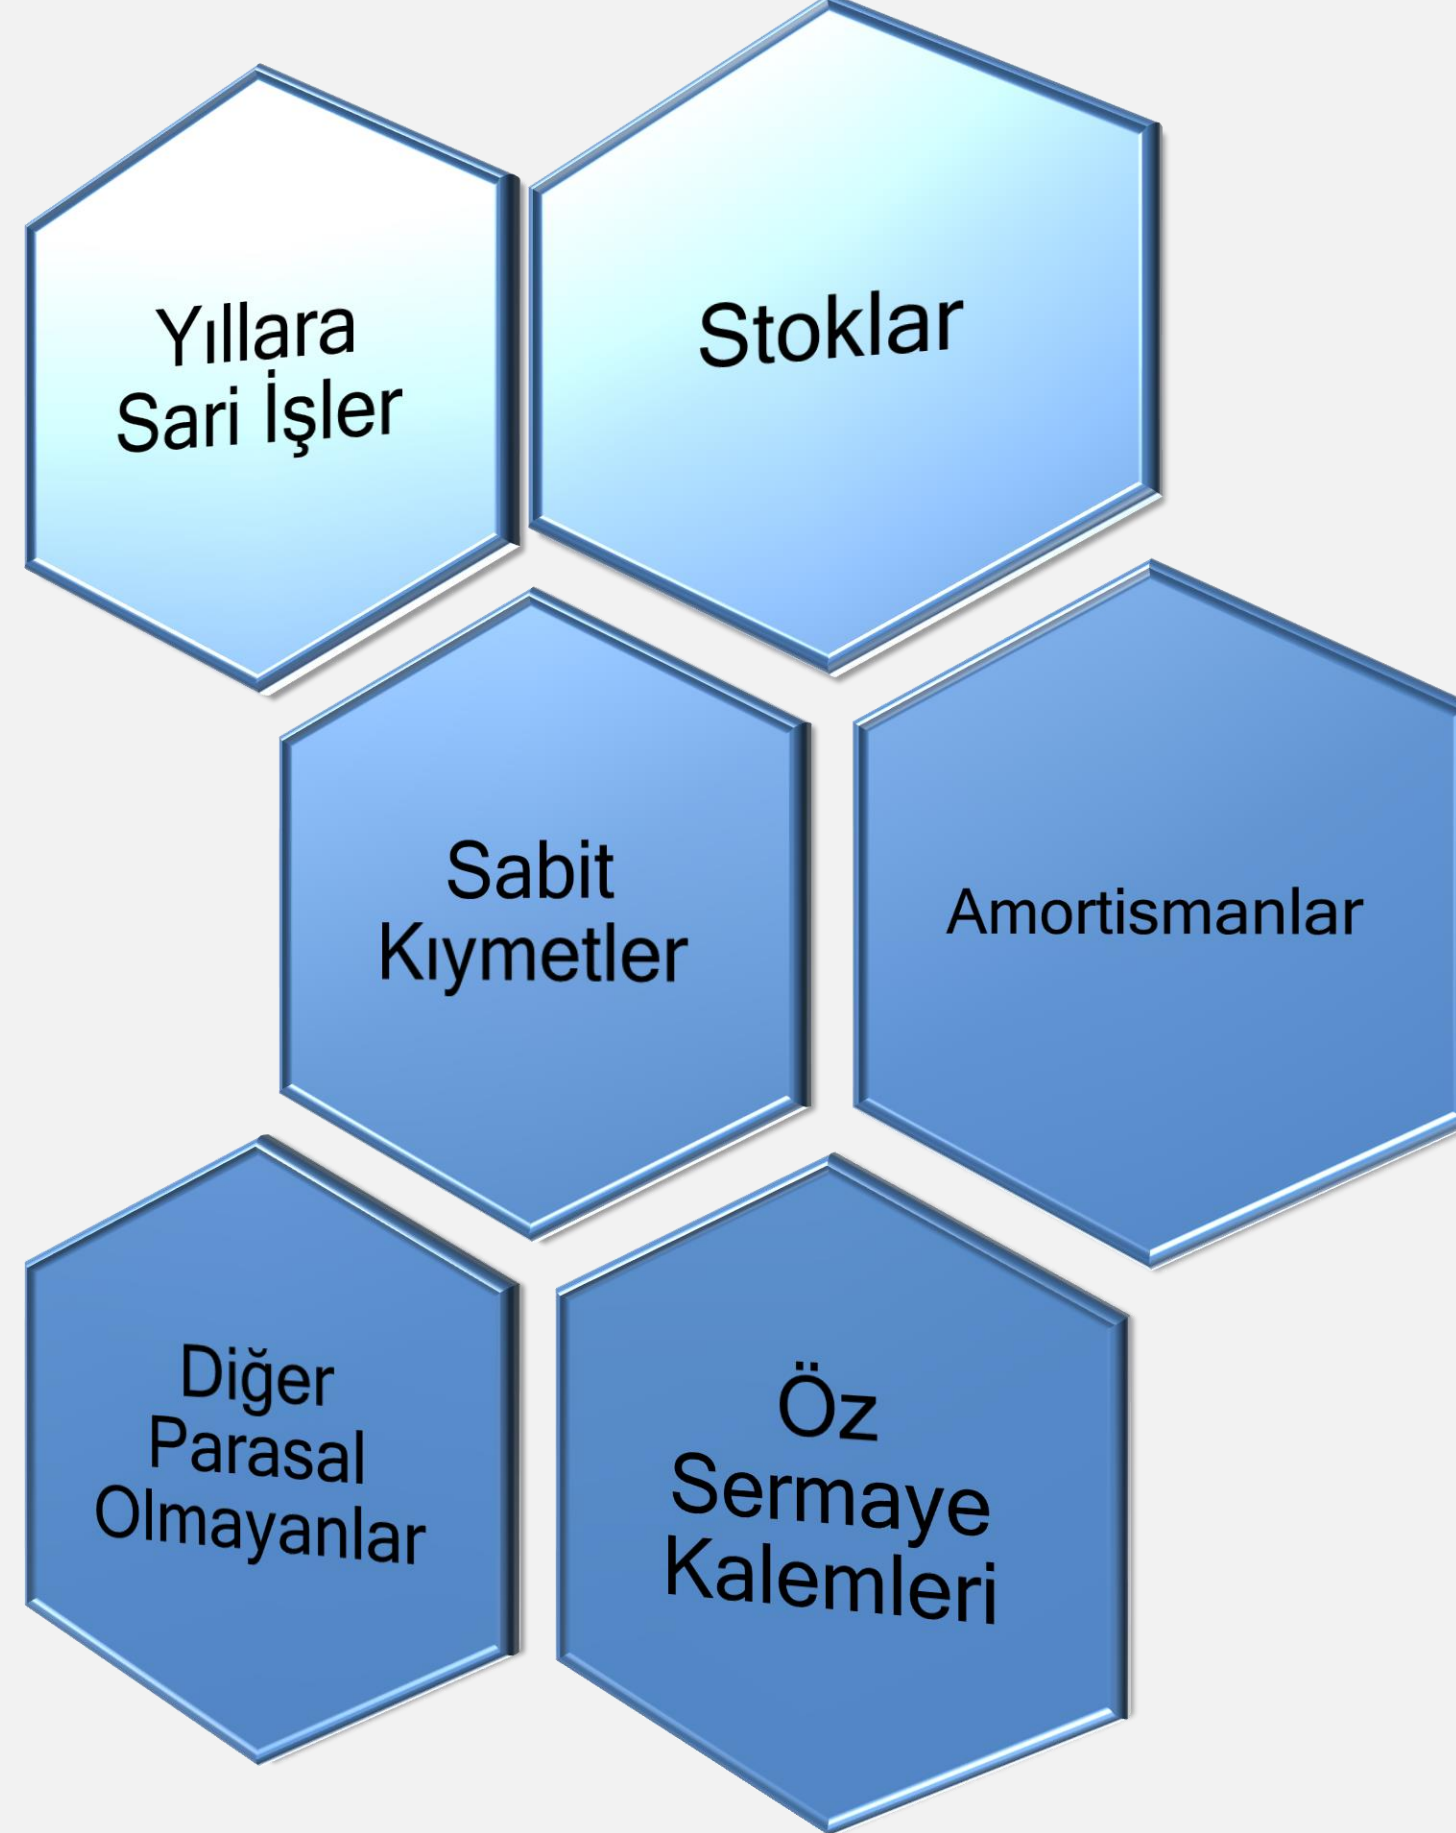 Yıllara
Sari İşler
Stoklar
Sabit
Kıymetler
Amortismanlar
Diğer
Parasal
Olmayanlar
Öz
Sermaye
Kalemleri